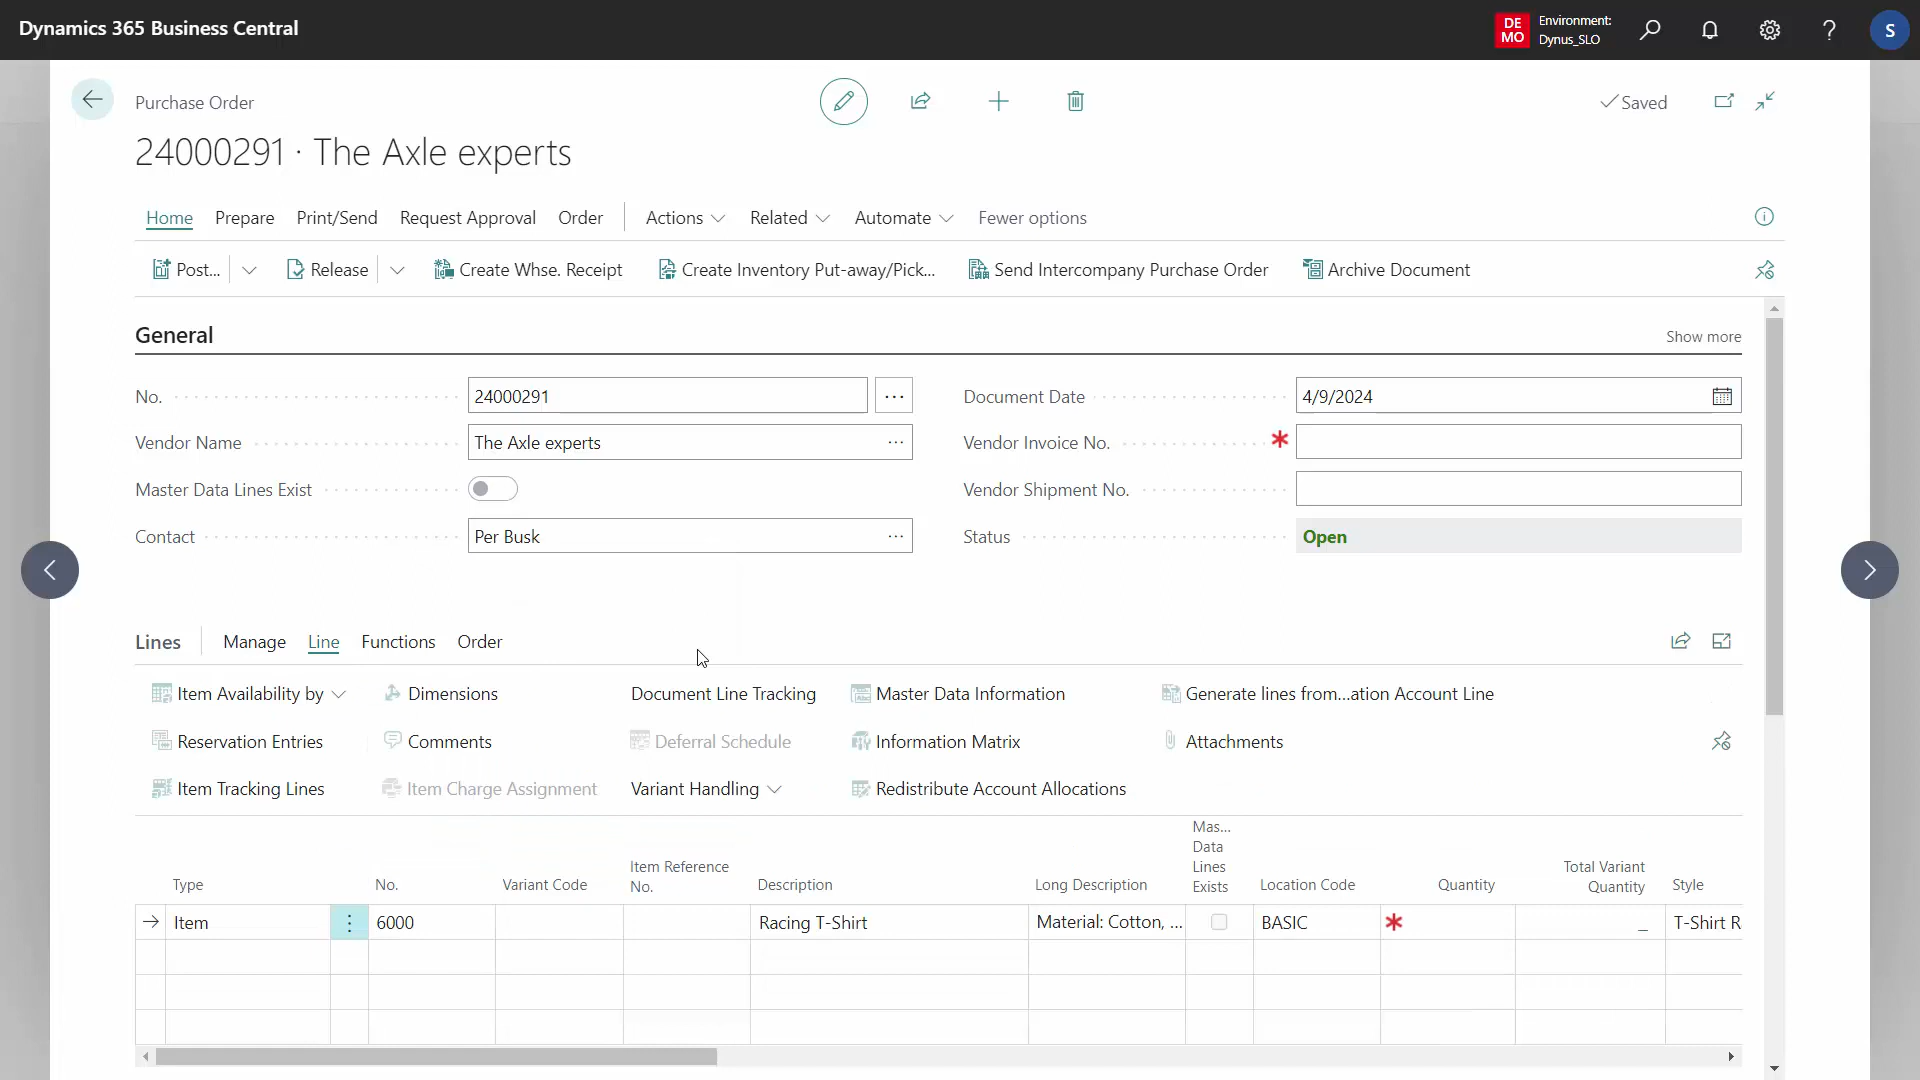 Dynamics 365 Business Central
DE
MO
Environment:
Dynus_SLO
?
S
Purchase Order
Saved
24000291 · The Axle experts
Home Prepare Print/Send Request Approval Order Actions Related Automate Fewer options
Post... Release Create Whse. Receipt Create Inventory Put-away/Pick... Send Intercompany Purchase Order Archive Document
General
Show more
No. 24000291 ...
Document Date 4/9/2024
Vendor Name The Axle experts ...
Vendor Invoice No. *
Master Data Lines Exist
Vendor Shipment No.
Contact Per Busk ...
Status Open
Lines Manage Line Functions Order
Item Availability by Dimensions Document Line Tracking Master Data Information Generate lines from...ation Account Line
Reservation Entries Comments Deferral Schedule Information Matrix Attachments
Item Tracking Lines Item Charge Assignment Variant Handling Redistribute Account Allocations
Type
No.
Variant Code
Item Reference
No.
Description
Long Description
Mas...
Data
Lines
Exists
Location Code
Quantity
Total Variant
Quantity
Style
Item 6000 Racing T-Shirt Material: Cotton, ... BASIC * _ T-Shirt R